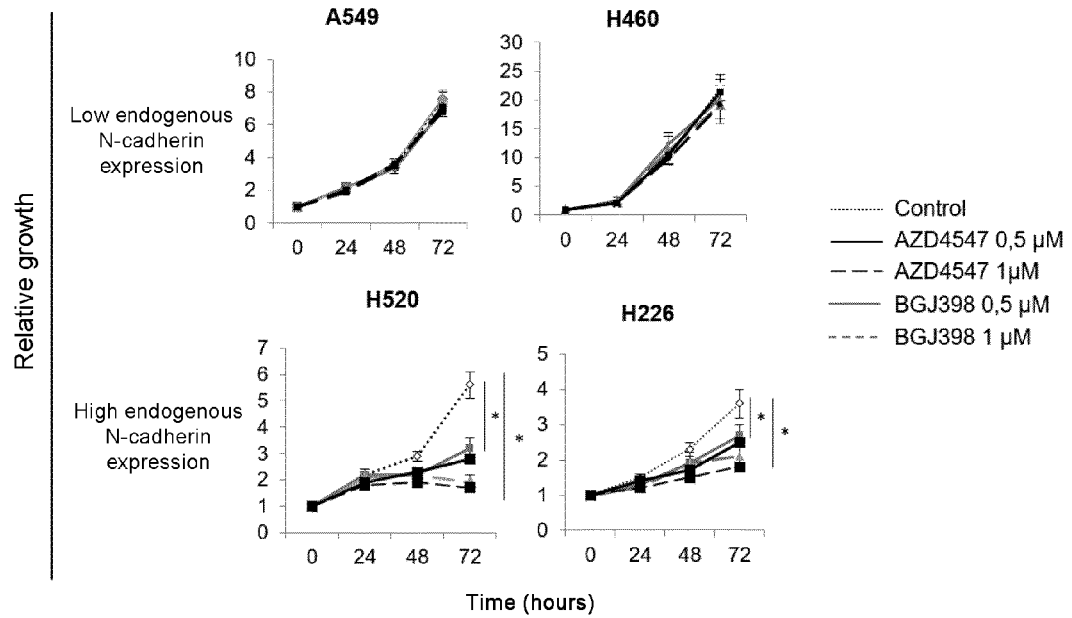 A549
H460
10
8
6
4
2
0
0 24 48 72
30
25
20
15
10
5
0
0 24 48 72
Low endogenous
N-cadherin
expression
Relative growth
Control
AZD4547 0,5 µM
AZD4547 1µM
BGJ398 0,5 µM
BGJ398 1 µM
H520
H226
7
6
5
4
3
2
1
0
0 24 48 72
*
*
5
4
3
2
1
0
0 24 48 72
*
*
High endogenous
N-cadherin
expression
Time (hours)